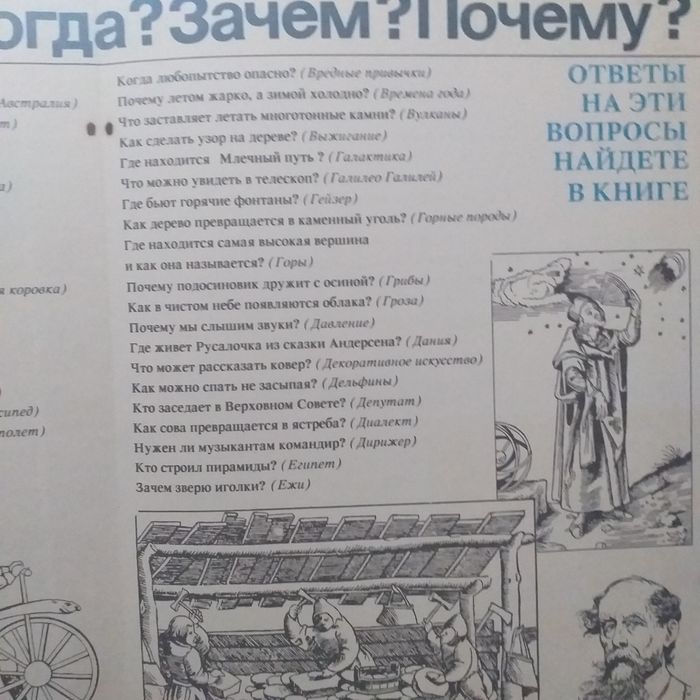 огда?Зачем?Почему?
Австралия)
т)
а)
я коровка)
)
сипед)
толет)
Когда любопытство опасно? (Вредные привычки)
Почему летом жарко, а зимой холодно? (Времена года)
Что заставляет летать многотонные камни? (Вулканы)
Как сделать узор на дереве? (Выжигание)
Где находится Млечный путь ? (Галактика)
Что можно увидеть в телескоп? (Галилео Галилей)
Где бьют горячие фонтаны? (Гейзер)
Как дерево превращается в каменный уголь? (Горные породы)
Где находится самая высокая вершина
и как она называется? (Горы)
Почему подосиновик дружит с осиной? (Грибы)
Как в чистом небе появляются облака? (Гроза)
Почему мы слышим звуки? (Давление)
Где живет Русалочка из сказки Андерсена? (Дания)
Что может рассказать ковер? (Декоративное искусство)
Как можно спать не засыпая? (Дельфины)
Кто заседает в Верховном Совете? (Депутат)
Как сова превращается в ястреба? (Диалект)
Нужен ли музыкантам командир? (Дирижер)
Кто строил пирамиды? (Египет)
Зачем зверю иголки? (Ежи)
ОТВЕТЫ
НА ЭТИ
ВОПРОСЫ
НАЙДЕТЕ
В КНИГЕ